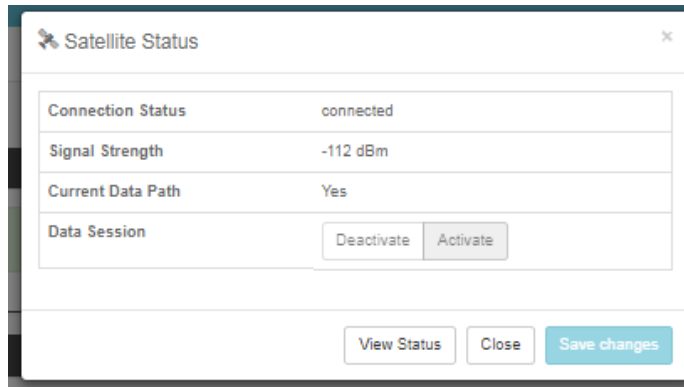 Satellite Status
×
Connection Status connected
Signal Strength -112 dBm
Current Data Path Yes
Data Session Deactivate Activate
View Status Close Save changes